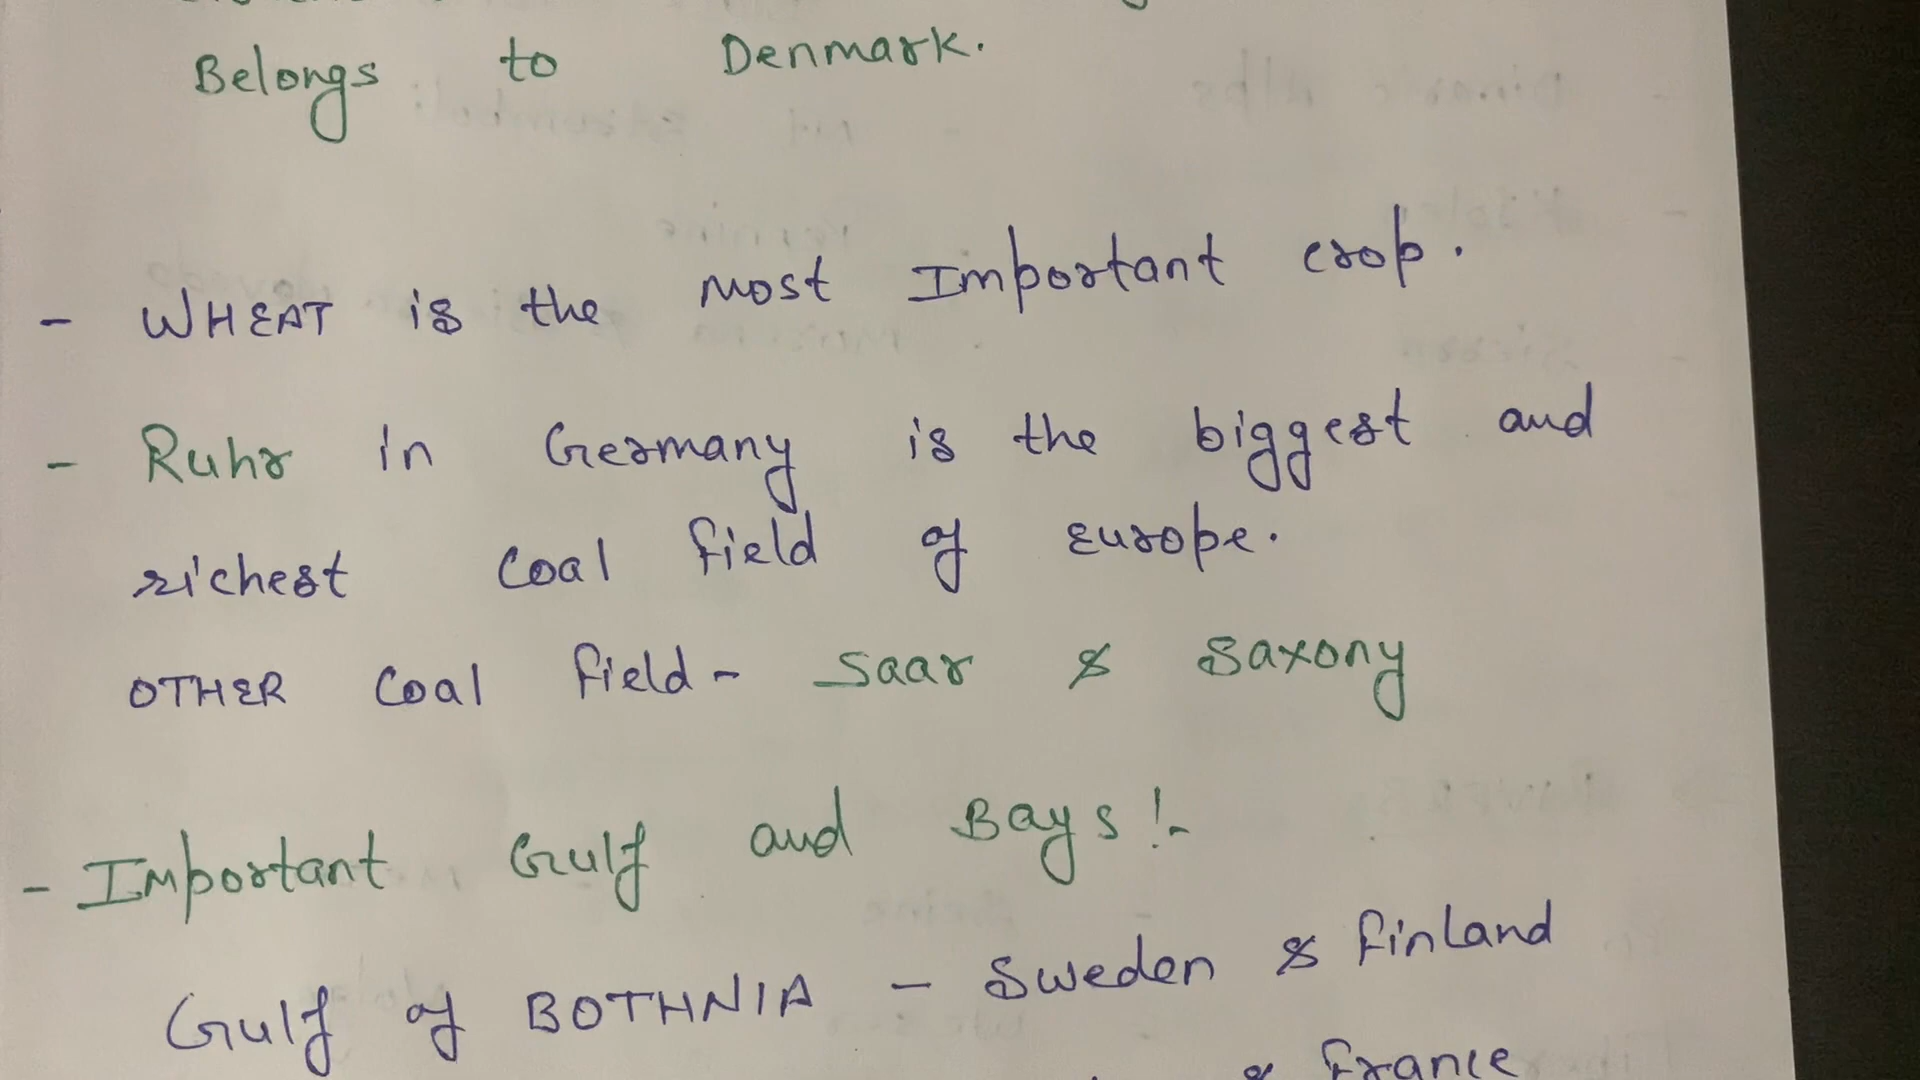 Belongs to Denmark.
- WHEAT is the most Important crop.
- Ruhr in Germany is the biggest and
richest Coal field of Europe.
OTHER Coal field - Saar & Saxony
- Important Gulf and Bays :-
Gulf of BOTHNIA - Sweden & Finland
& France